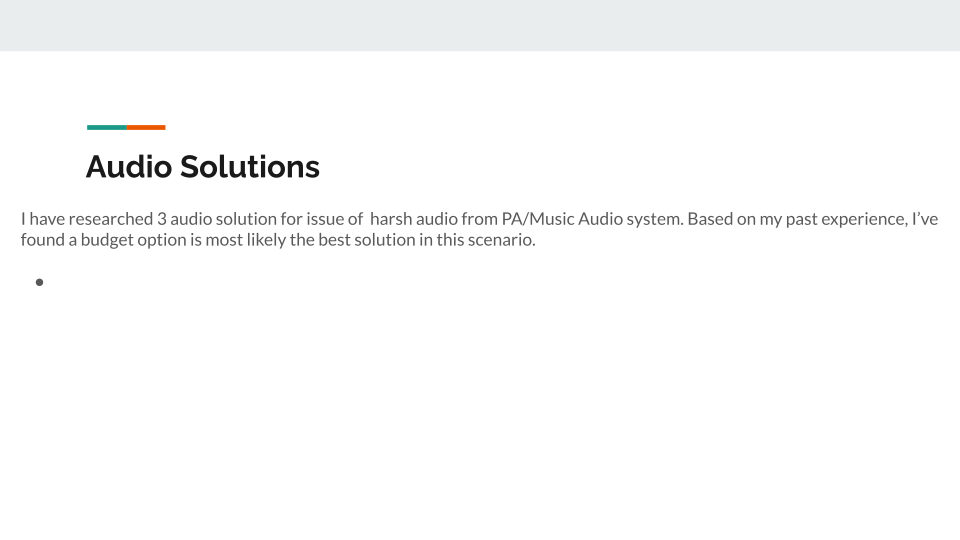 Audio Solutions
I have researched 3 audio solution for issue of  harsh audio from PA/Music Audio system. Based on my past experience, I’ve
found a budget option is most likely the best solution in this scenario.
●